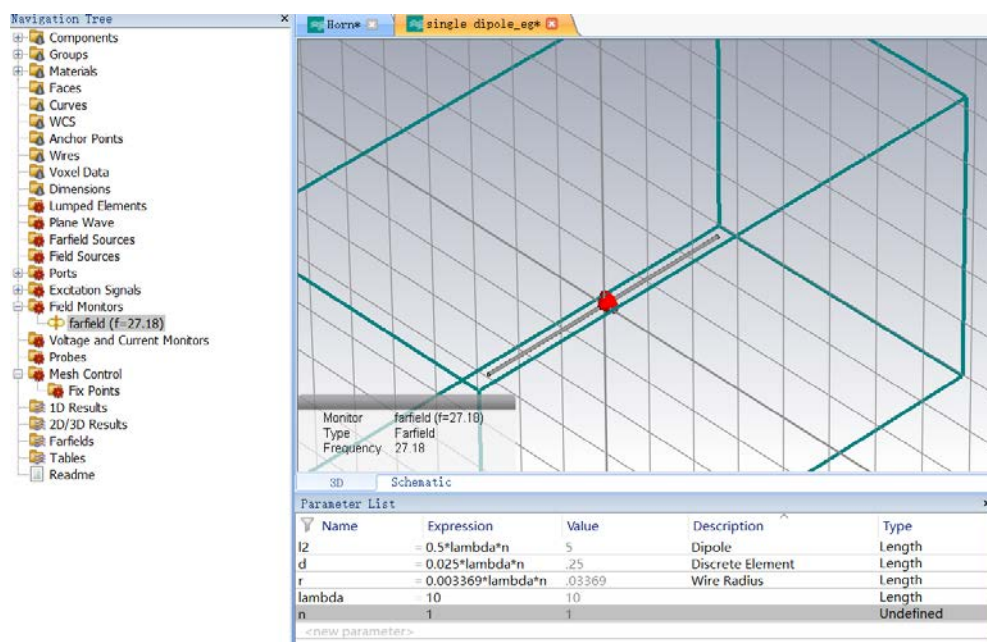 Navigation Tree
Components
Groups
Materials
Faces
Curves
WCS
Anchor Points
Wires
Voxel Data
Dimensions
Lumped Elements
Plane Wave
Farfield Sources
Field Sources
Ports
Excitation Signals
Field Monitors
farfield (f=27.18)
Voltage and Current Monitors
Probes
Mesh Control
Fix Points
1D Results
2D/3D Results
Farfields
Tables
Readme
Horn* single dipole_eg*
Monitor farfield (f=27.18)
Type Farfield
Frequency 27.18
3D Schematic
Parameter List
Name Expression Value Description Type
l2 = 0.5*lambda*n 5 Dipole Length
d = 0.025*lambda*n .25 Discrete Element Length
r = 0.003369*lambda*n .03369 Wire Radius Length
lambda = 10 10 Length
n = 1 1 Undefined
<new parameter>